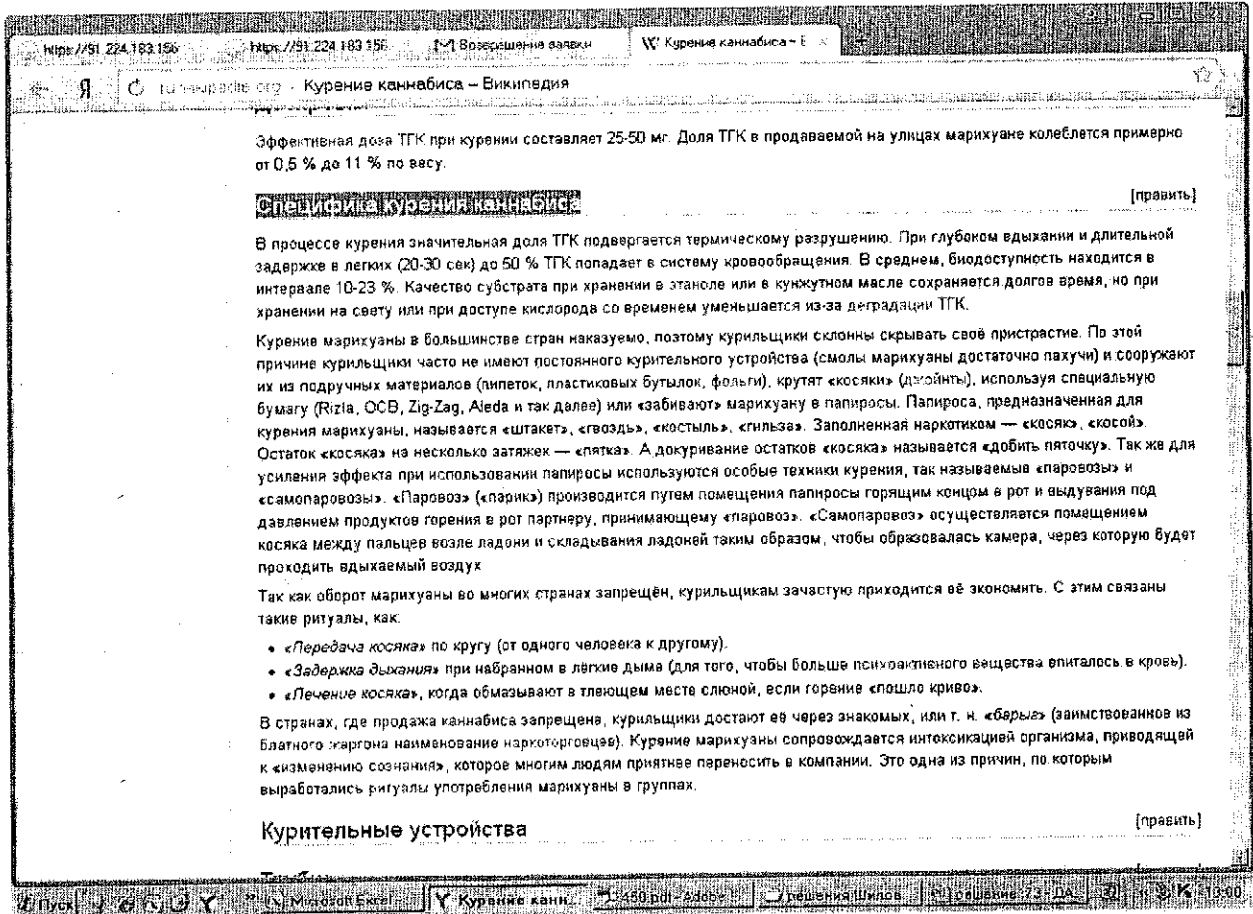 https://91.224.183.156
https://91.224.183.156
Возвращение заявки
Курение каннабиса – В
Я
Курение каннабиса – Википедия
Эффективная доза ТГК при курении составляет 25-50 мг. Доля ТГК в продаваемой на улицах марихуане колеблется примерно
от 0,5 % до 11 % по весу.
Специфика курения каннабиса
[править]
В процессе курения значительная доля ТГК подвергается термическому разрушению. При глубоком вдыхании и длительной
задержке в легких (20-30 сек) до 50 % ТГК попадает в систему кровообращения. В среднем, биодоступность находится в
интервале 10-23 %. Качество субстрата при хранении в этаноле или в кунжутном масле сохраняется долгое время, но при
хранении на свету или при доступе кислорода со временем уменьшается из-за деградации ТГК.
Курение марихуаны в большинстве стран наказуемо, поэтому курильщики склонны скрывать своё пристрастие. По этой
причине курильщики часто не имеют постоянного курительного устройства (смолы марихуаны достаточно пахучи) и сооружают
их из подручных материалов (пипеток, пластиковых бутылок, фольги), крутят «косяки» (джойнты), используя специальную
бумагу (Rizla, OCB, Zig-Zag, Aleda и так далее) или «забивают» марихуану в папиросы. Папироса, предназначенная для
курения марихуаны, называется «штакет», «гвоздь», «костыль», «гильза». Заполненная наркотиком — «косяк», «косой».
Остаток «косяка» на несколько затяжек — «пятка». А докуривание остатков «косяка» называется «добить пяточку». Так же для
усиления эффекта при использовании папиросы используются особые техники курения, так называемые «паровозы» и
«самопаровозы». «Паровоз» («парик») производится путем помещения папиросы горящим концом в рот и выдувания под
давлением продуктов горения в рот партнеру, принимающему «паровоз». «Самопаровоз» осуществляется помещением
косяка между пальцев возле ладони и складывания ладоней таким образом, чтобы образовалась камера, через которую будет
проходить вдыхаемый воздух
Так как оборот марихуаны во многих странах запрещён, курильщикам зачастую приходится её экономить. С этим связаны
такие ритуалы, как:
• «Передача косяка» по кругу (от одного человека к другому).
• «Задержка дыхания» при набранном в лёгкие дыма (для того, чтобы больше психоактивного вещества впиталось в кровь).
• «Лечение косяка», когда обмазывают в тлеющем месте слюной, если горение «пошло криво».
В странах, где продажа каннабиса запрещена, курильщики достают её через знакомых, или т. н. «барыг» (заимствованное из
блатного жаргона наименование наркоторговцев). Курение марихуаны сопровождается интоксикацией организма, приводящей
к «изменению сознания», которое многим людям приятнее переносить в компании. Это одна из причин, по которым
выработались ритуалы употребления марихуаны в группах.
Курительные устройства
[править]
Пуск
Microsoft Excel
Курение канн...
450.pdf - Adobe
решения Шилов
13:00